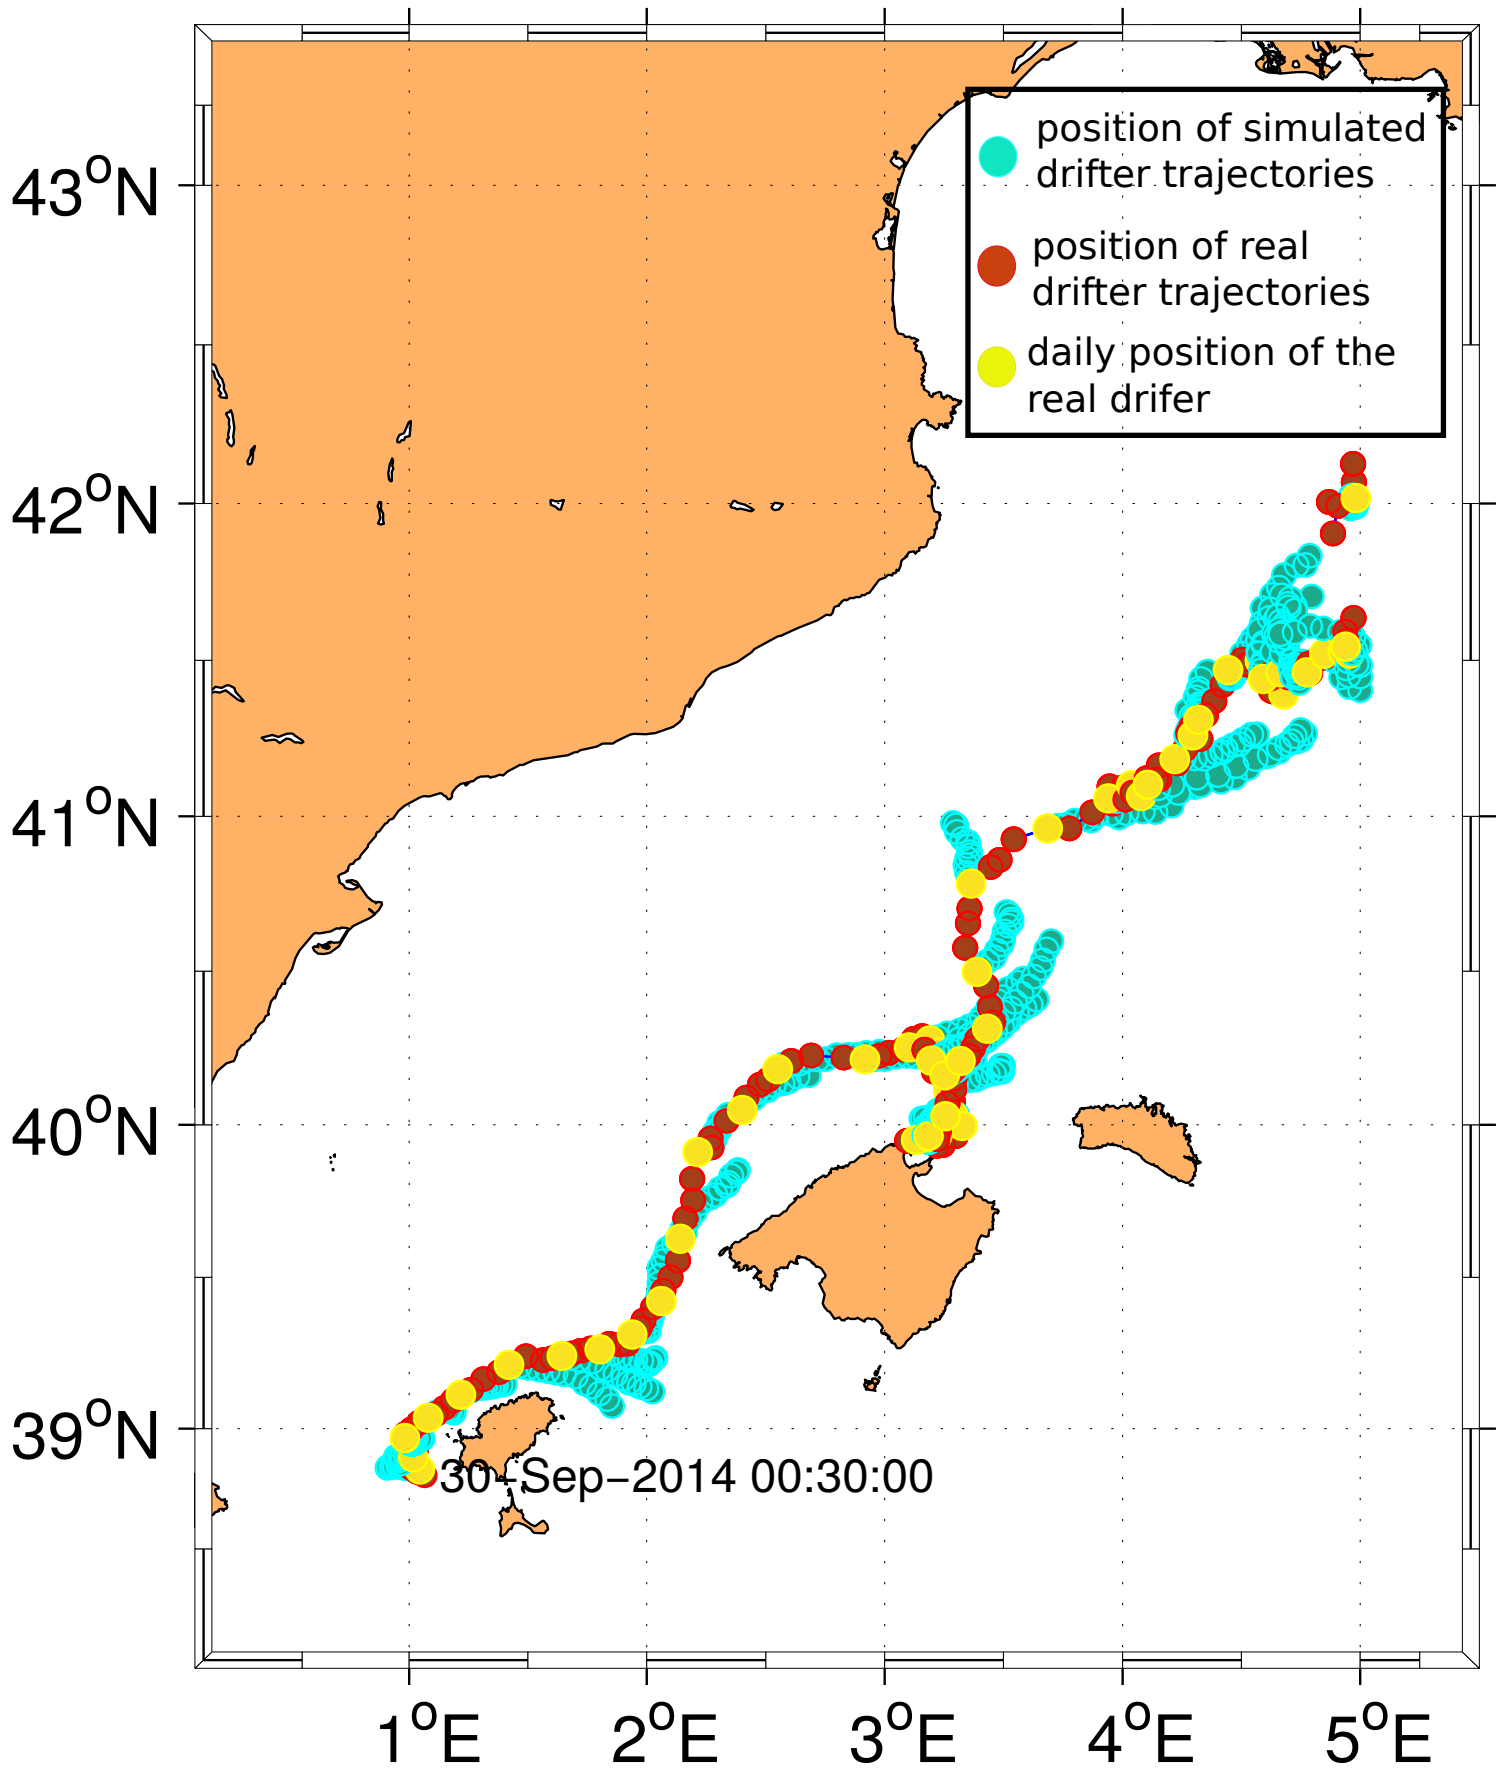 position of simulated
drifter trajectories
position of real
drifter trajectories
daily position of the
real drifer
43°N
42°N
41°N
40°N
39°N
30-Sep-2014 00:30:00
1°E
2°E
3°E
4°E
5°E